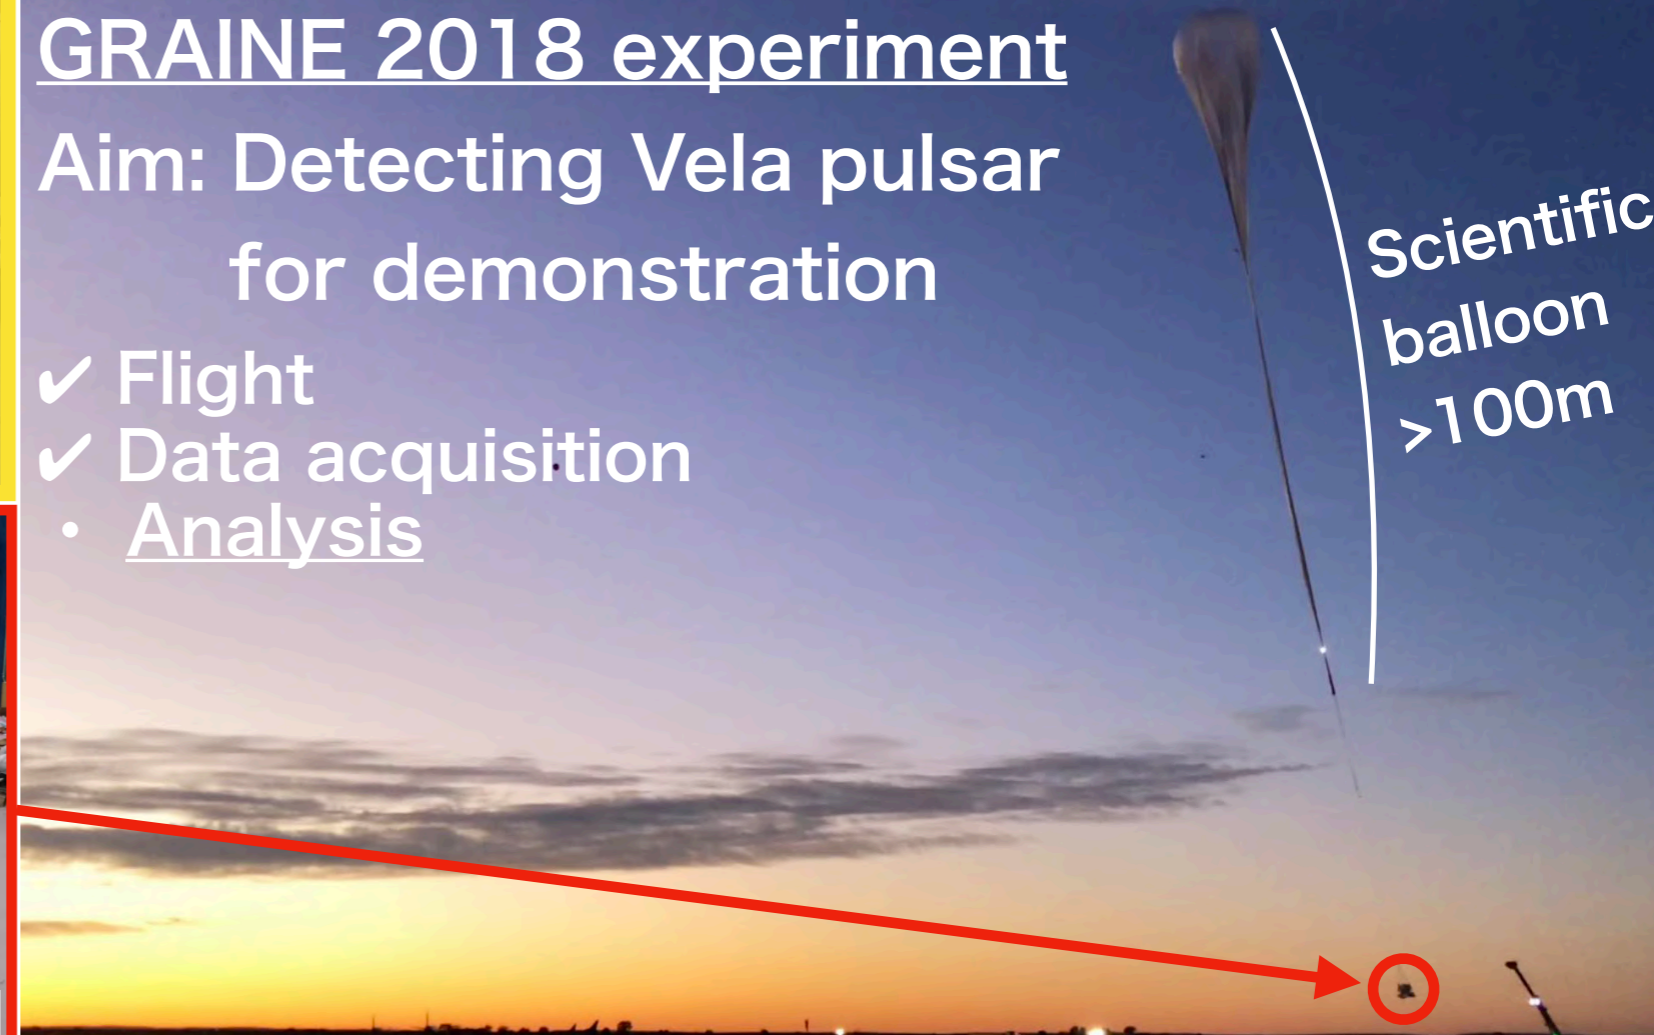 GRAINE 2018 experiment
Aim: Detecting Vela pulsar
for demonstration
✔ Flight
✔ Data acquisition
• Analysis
Scientific
balloon
>100m